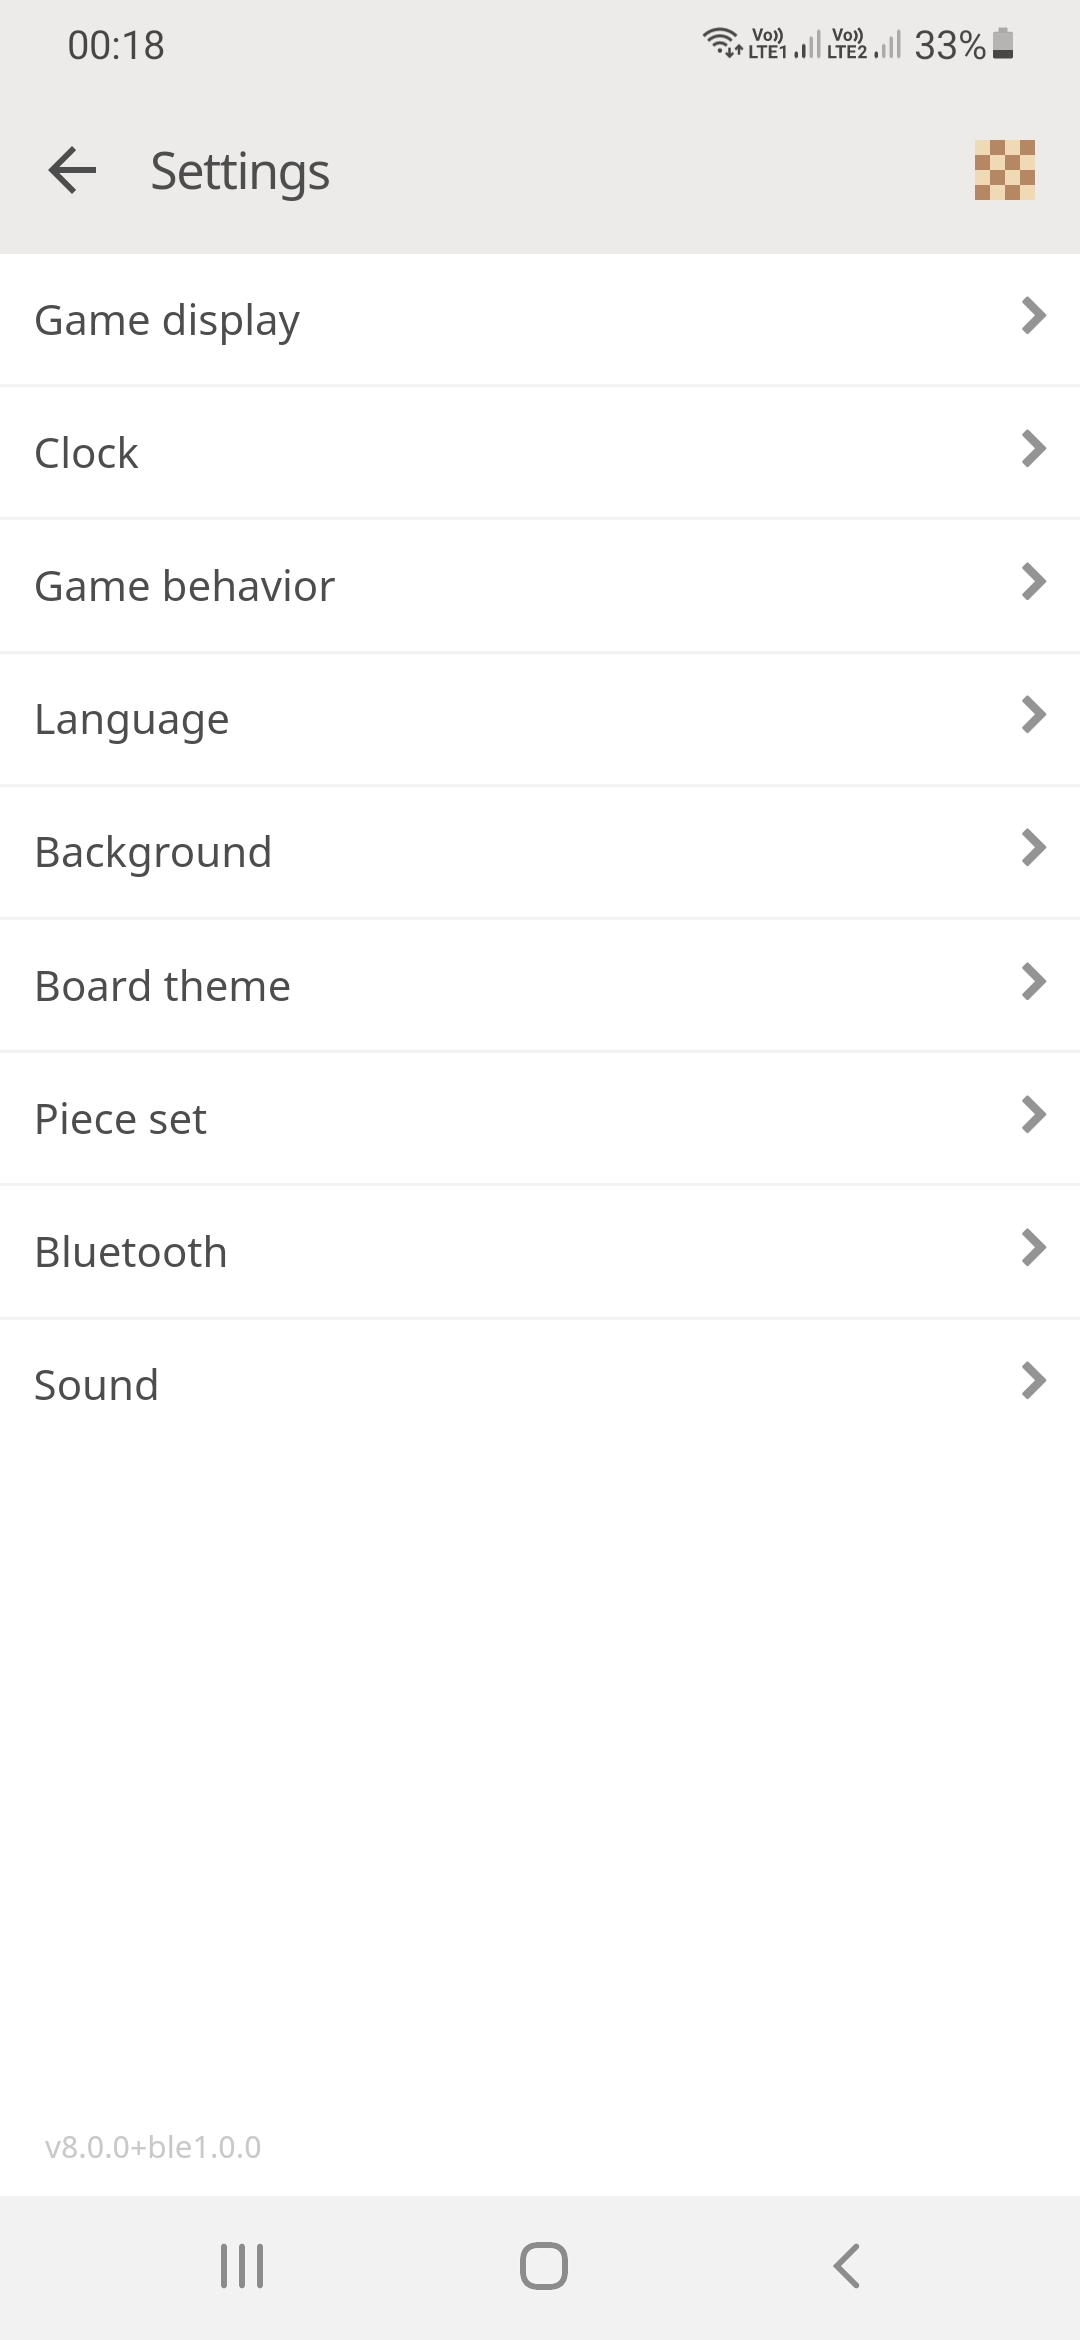 00:18 Vo)) LTE1 Vo)) LTE2 33%
Settings
Game display
Clock
Game behavior
Language
Background
Board theme
Piece set
Bluetooth
Sound
v8.0.0+ble1.0.0